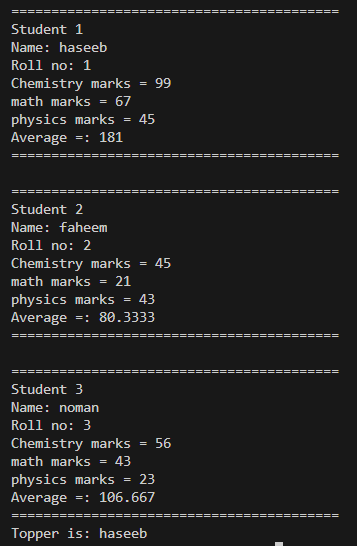 =========================================
Student 1
Name: haseeb
Roll no: 1
Chemistry marks = 99
math marks = 67
physics marks = 45
Average =: 181
=========================================
=========================================
Student 2
Name: faheem
Roll no: 2
Chemistry marks = 45
math marks = 21
physics marks = 43
Average =: 80.3333
=========================================
=========================================
Student 3
Name: noman
Roll no: 3
Chemistry marks = 56
math marks = 43
physics marks = 23
Average =: 106.667
=========================================
Topper is: haseeb